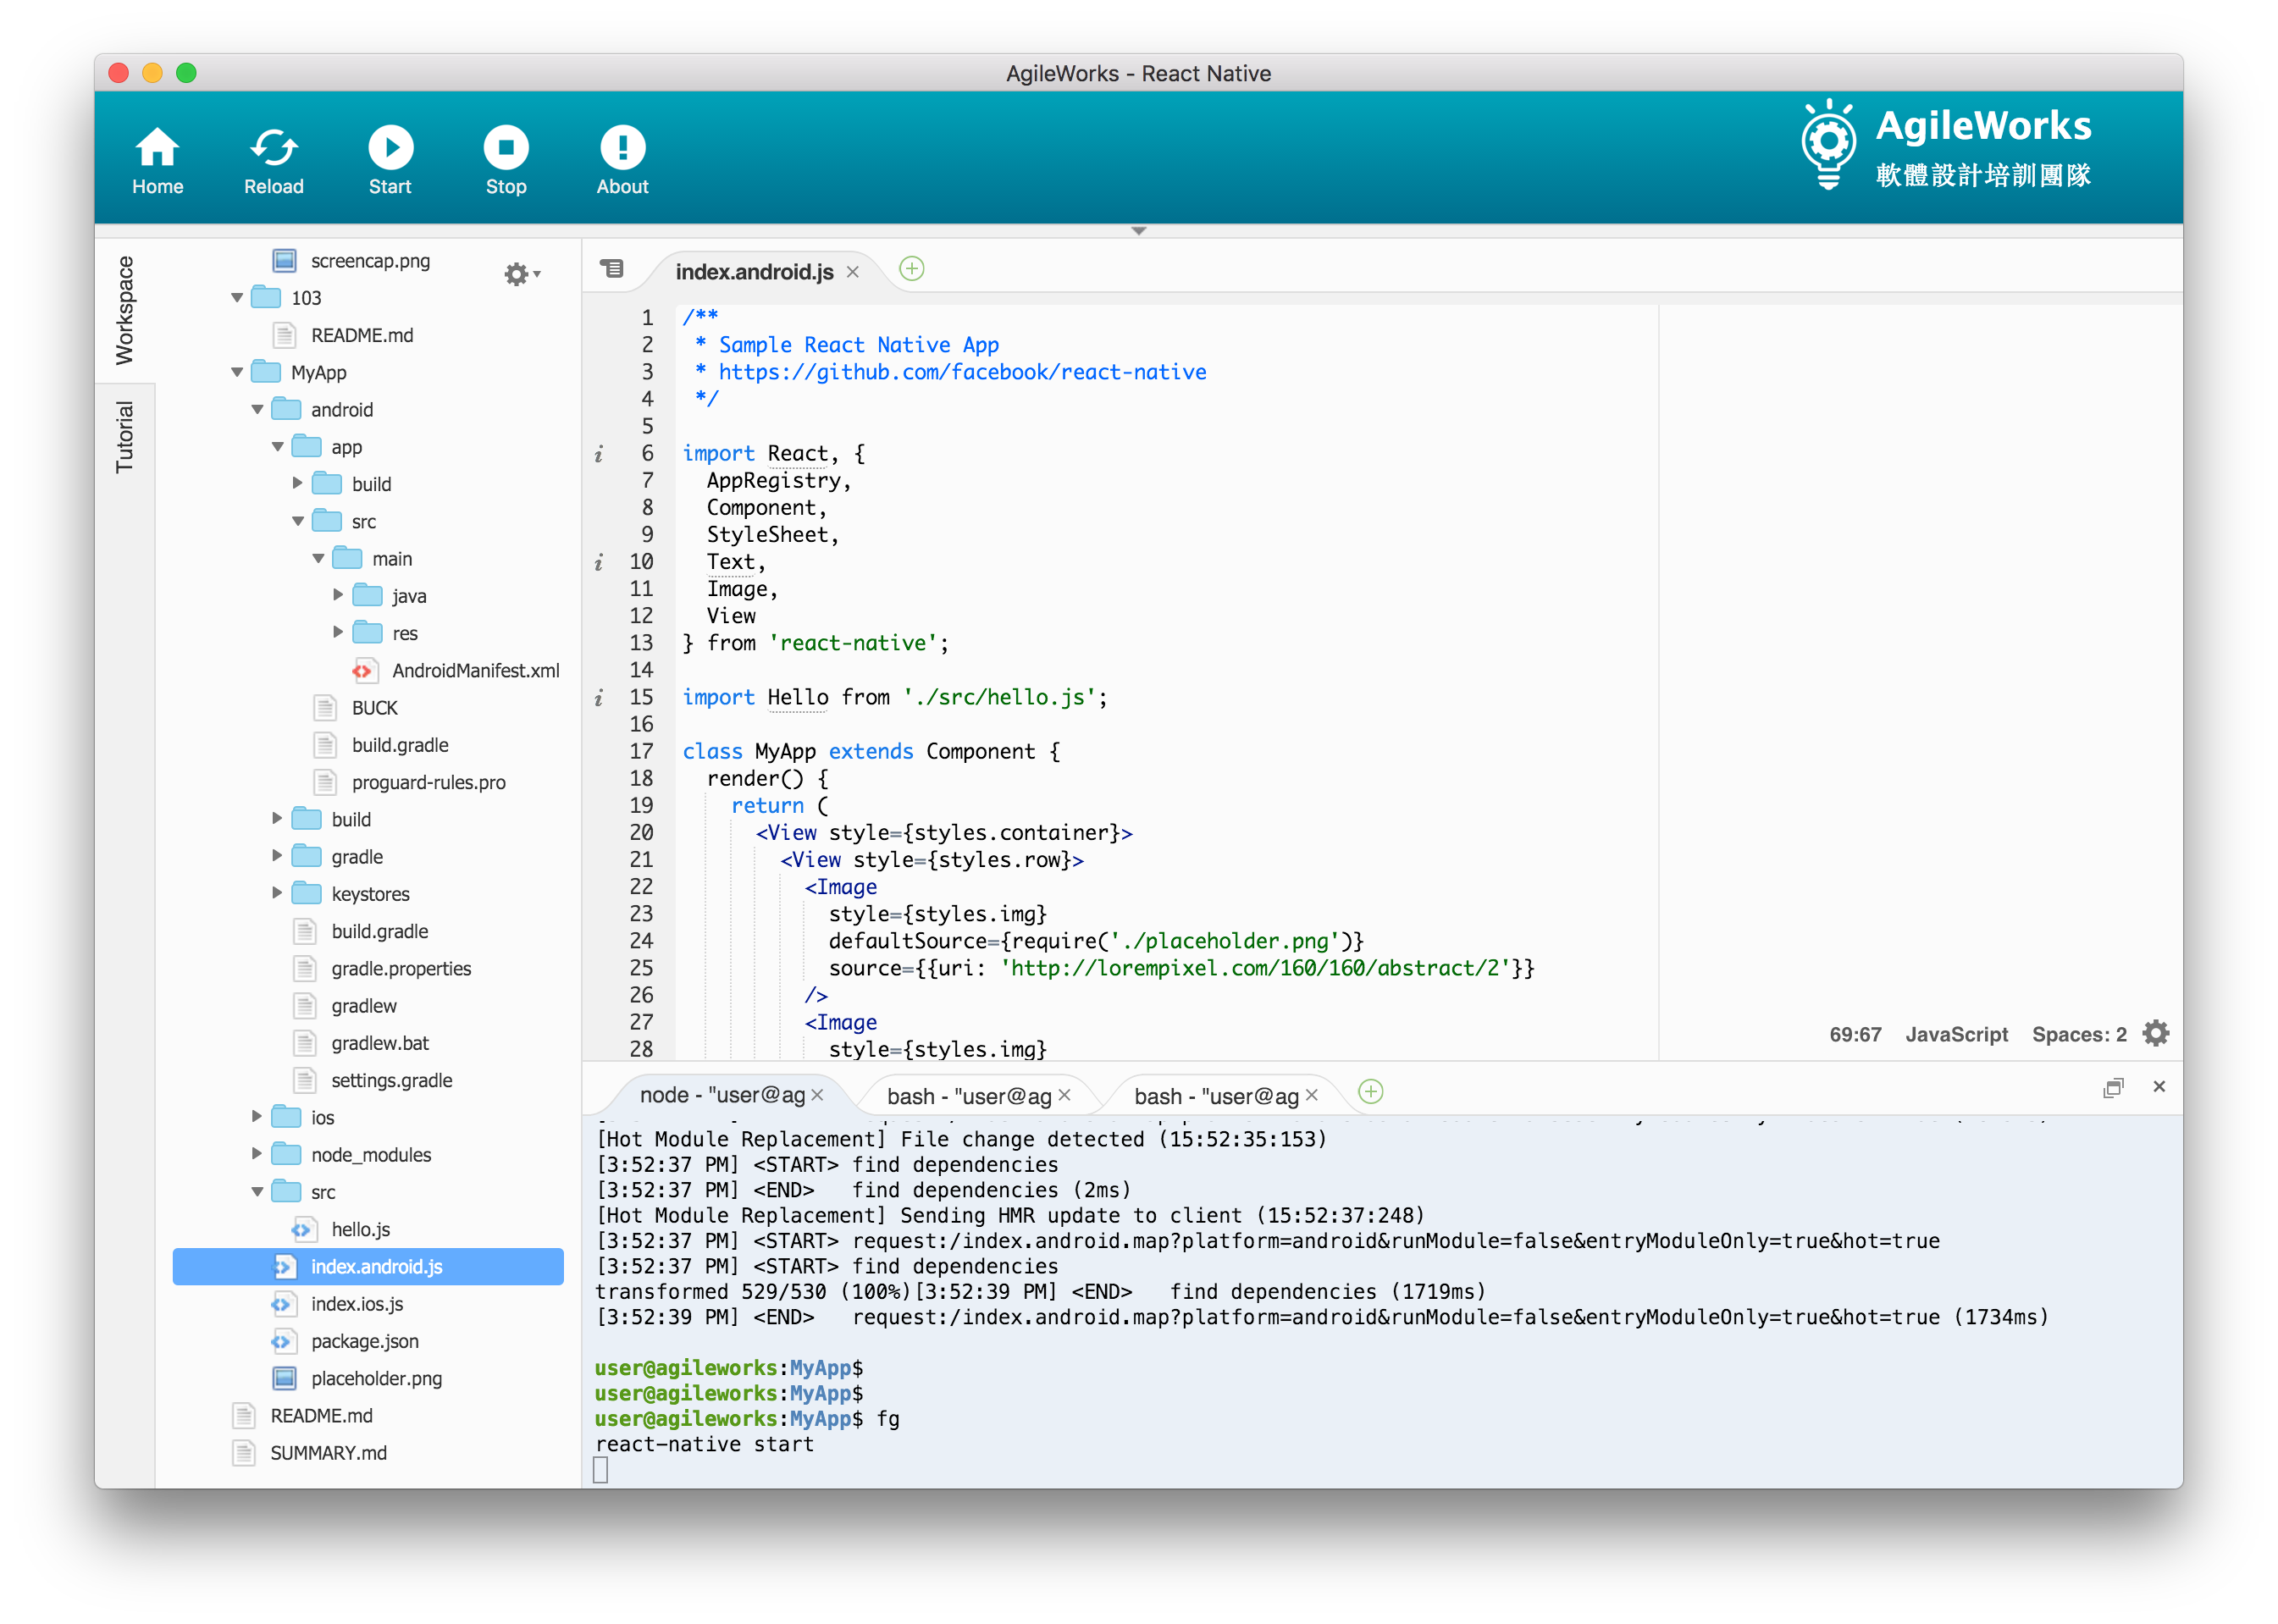 AgileWorks - React Native
Home
Reload
Start
Stop
About
AgileWorks
軟體設計培訓團隊
Workspace
Tutorial
screencap.png
103
README.md
MyApp
android
app
build
src
main
java
res
AndroidManifest.xml
BUCK
build.gradle
proguard-rules.pro
build
gradle
keystores
build.gradle
gradle.properties
gradlew
gradlew.bat
settings.gradle
ios
node_modules
src
hello.js
index.android.js
index.ios.js
package.json
placeholder.png
README.md
SUMMARY.md
index.android.js
1 /**
2 * Sample React Native App
3 * https://github.com/facebook/react-native
4 */
5
i 6 import React, {
7 AppRegistry,
8 Component,
9 StyleSheet,
i 10 Text,
11 Image,
12 View
13 } from 'react-native';
14
i 15 import Hello from './src/hello.js';
16
17 class MyApp extends Component {
18 render() {
19 return (
20 <View style={styles.container}>
21 <View style={styles.row}>
22 <Image
23 style={styles.img}
24 defaultSource={require('./placeholder.png')}
25 source={{uri: 'http://lorempixel.com/160/160/abstract/2'}}
26 />
27 <Image
28 style={styles.img}
69:67 JavaScript Spaces: 2
node - "user@ag
bash - "user@ag
bash - "user@ag
[Hot Module Replacement] File change detected (15:52:35:153)
[3:52:37 PM] <START> find dependencies
[3:52:37 PM] <END>   find dependencies (2ms)
[Hot Module Replacement] Sending HMR update to client (15:52:37:248)
[3:52:37 PM] <START> request:/index.android.map?platform=android&runModule=false&entryModuleOnly=true&hot=true
[3:52:37 PM] <START> find dependencies
transformed 529/530 (100%)[3:52:39 PM] <END>   find dependencies (1719ms)
[3:52:39 PM] <END>   request:/index.android.map?platform=android&runModule=false&entryModuleOnly=true&hot=true (1734ms)
user@agileworks:MyApp$
user@agileworks:MyApp$
user@agileworks:MyApp$ fg
react-native start